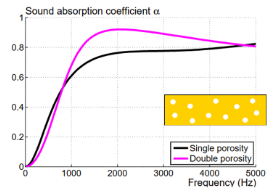 Sound absorption coefficient α
1
0.8
0.6
0.4
0.2
0
0 1000 2000 3000 4000 5000
Frequency (Hz)
Single porosity
Double porosity